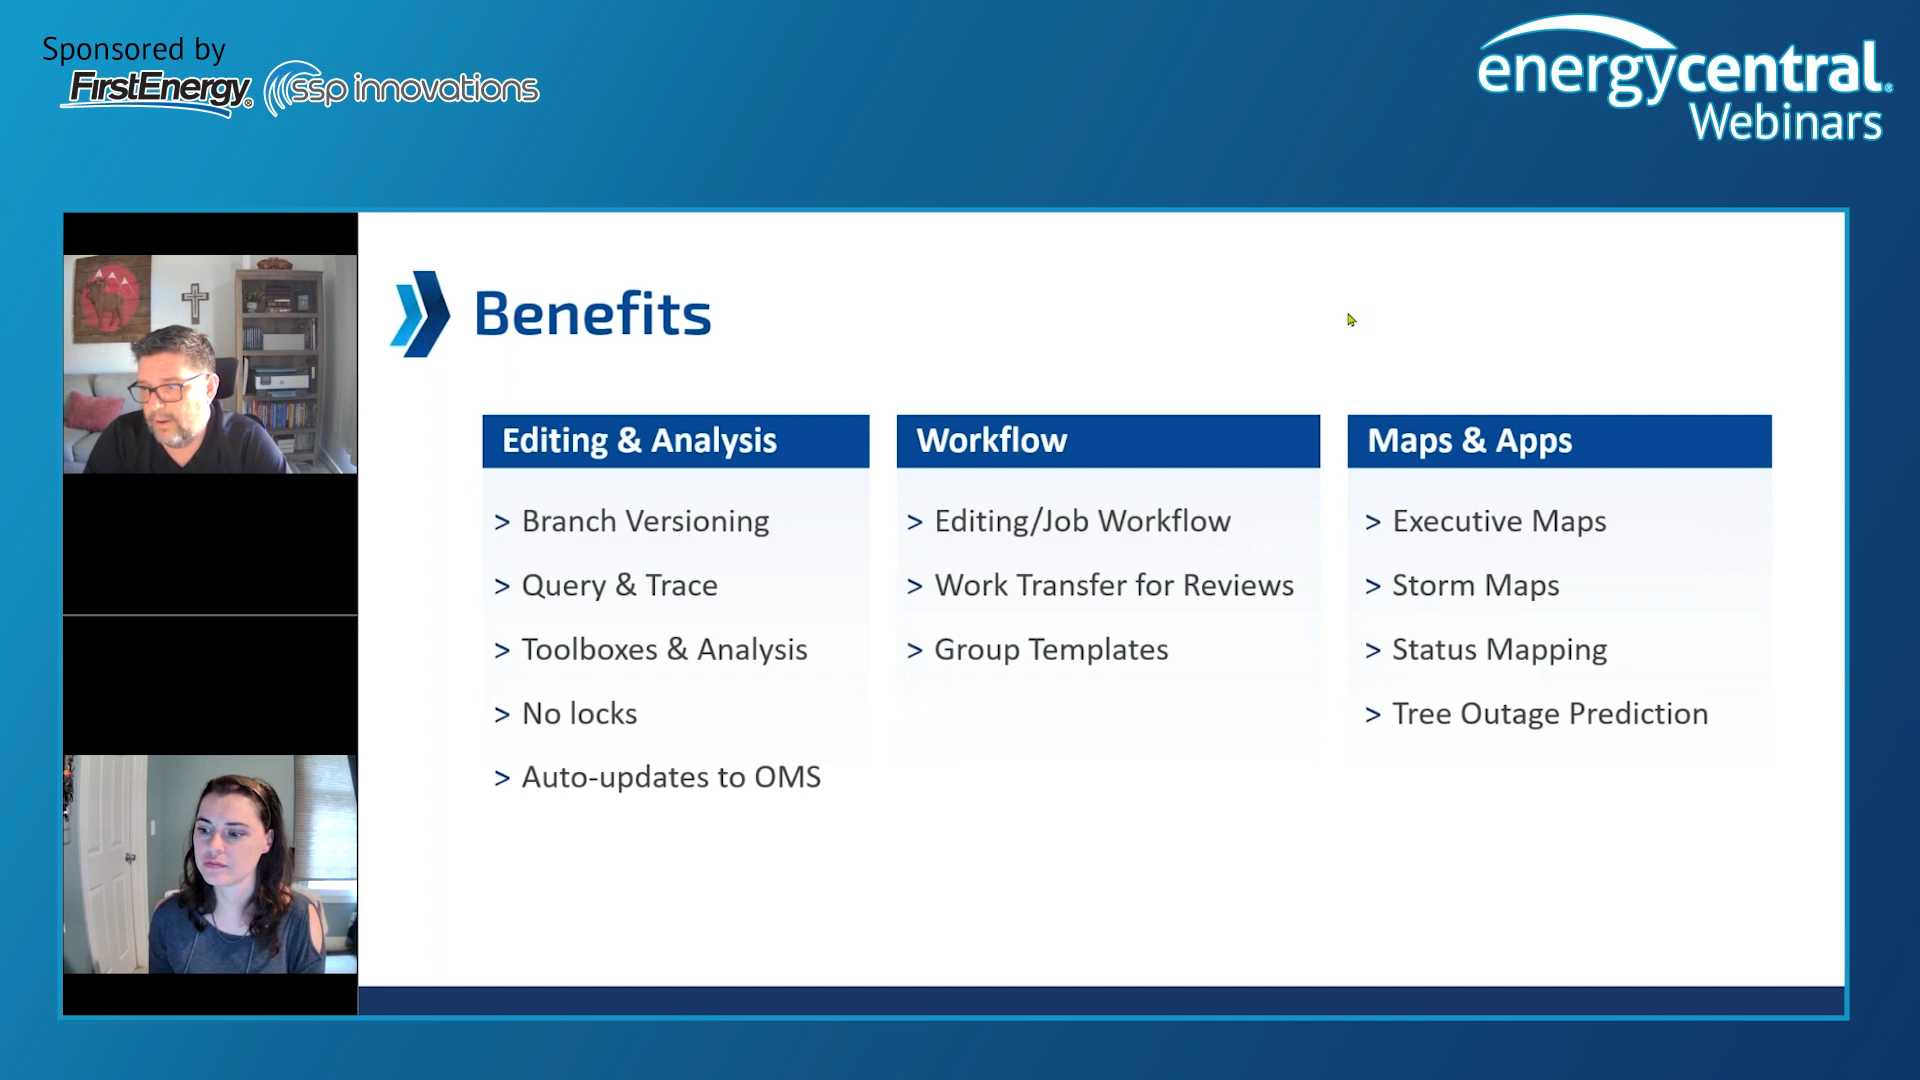 Sponsored by
FirstEnergy® ssp innovations
energycentral®
Webinars
Benefits
Editing & Analysis
> Branch Versioning
> Query & Trace
> Toolboxes & Analysis
> No locks
> Auto-updates to OMS
Workflow
> Editing/Job Workflow
> Work Transfer for Reviews
> Group Templates
Maps & Apps
> Executive Maps
> Storm Maps
> Status Mapping
> Tree Outage Prediction